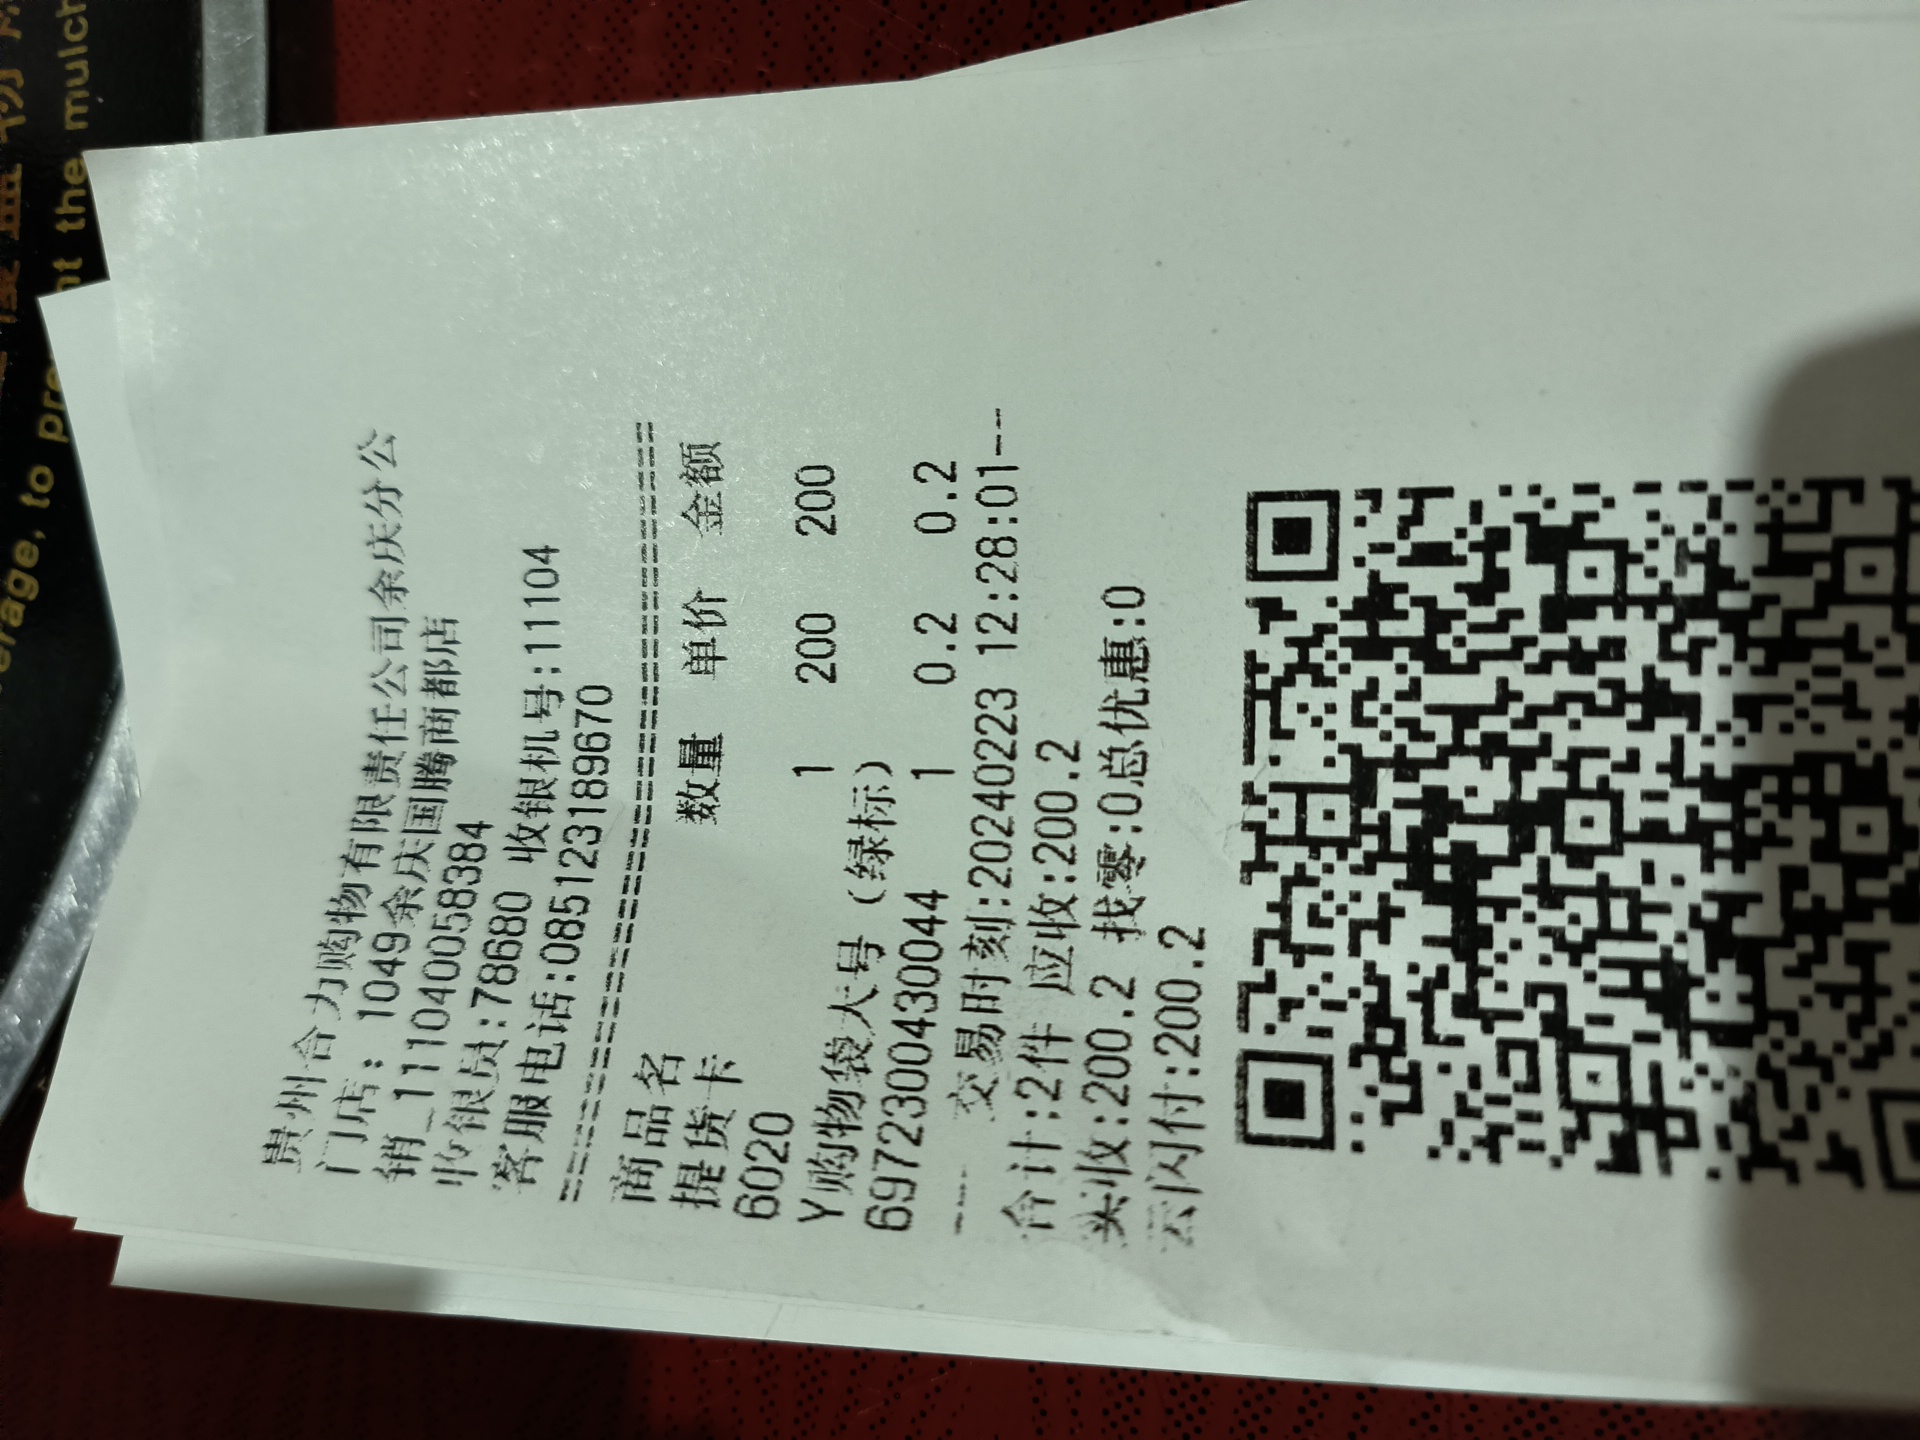 贵州合力购物有限责任公司余庆分公
门店: 1049余庆国腾商都店
销_111040058384
收银员:78680 收银机号:11104
客服电话:085123189670
==========================================
商品名 数量 单价 金额
提货卡
6020 1 200 200
Y购物袋大号（绿标）
6972300430044 1 0.2 0.2
---- 交易时刻:20240223 12:28:01--
合计:2件 应收:200.2
实收:200.2 找零:0总优惠:0
云闪付:200.2
erage, to pre nt the mulch